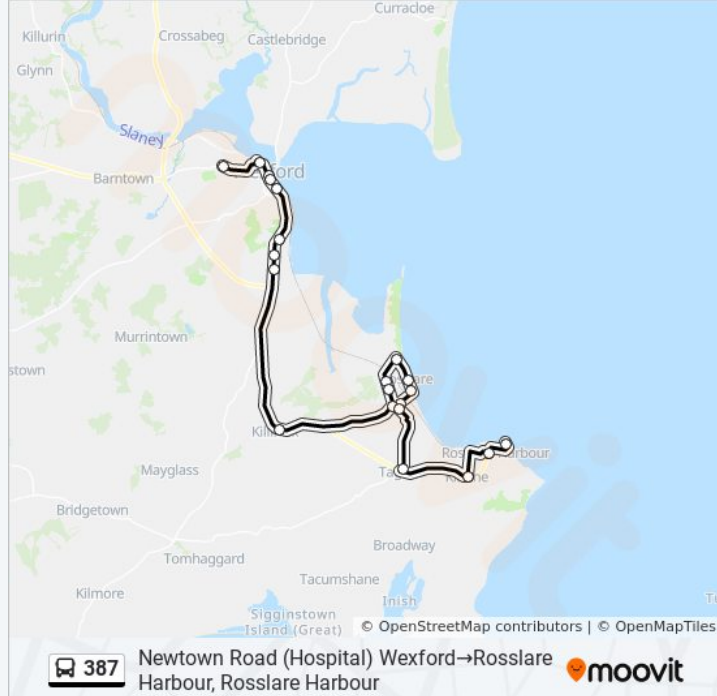 Curracloe
Killurin
Crossabeg
Castlebridge
Glynn
Slaney
Barntown
Murrintown
stown
Mayglass
Bridgetown
Broadway
Tomhaggard
Tacumshane
Kilmore
Inish
Sigginstown
Island (Great)
© OpenStreetMap contributors | © OpenMapTiles
387
Newtown Road (Hospital) Wexford→Rosslare
Harbour, Rosslare Harbour
moovit